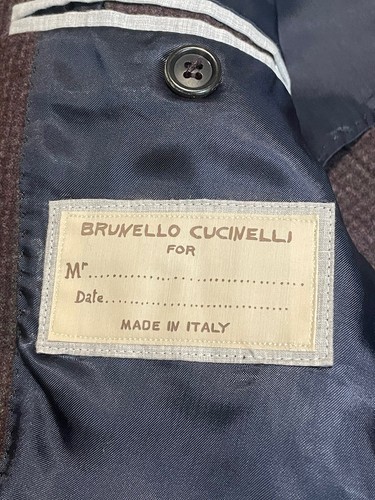 BRUNELLO CUCINELLI
FOR
Mr..............................
Date..............................
MADE IN ITALY